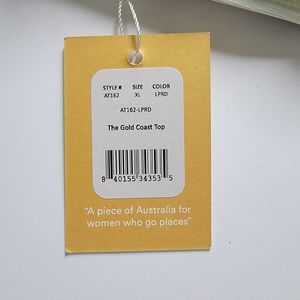 STYLE # SIZE COLOR
AT162 XL LPRD
AT162-LPRD
The Gold Coast Top
8 40155 34353 5
"A piece of Australia for
women who go places"